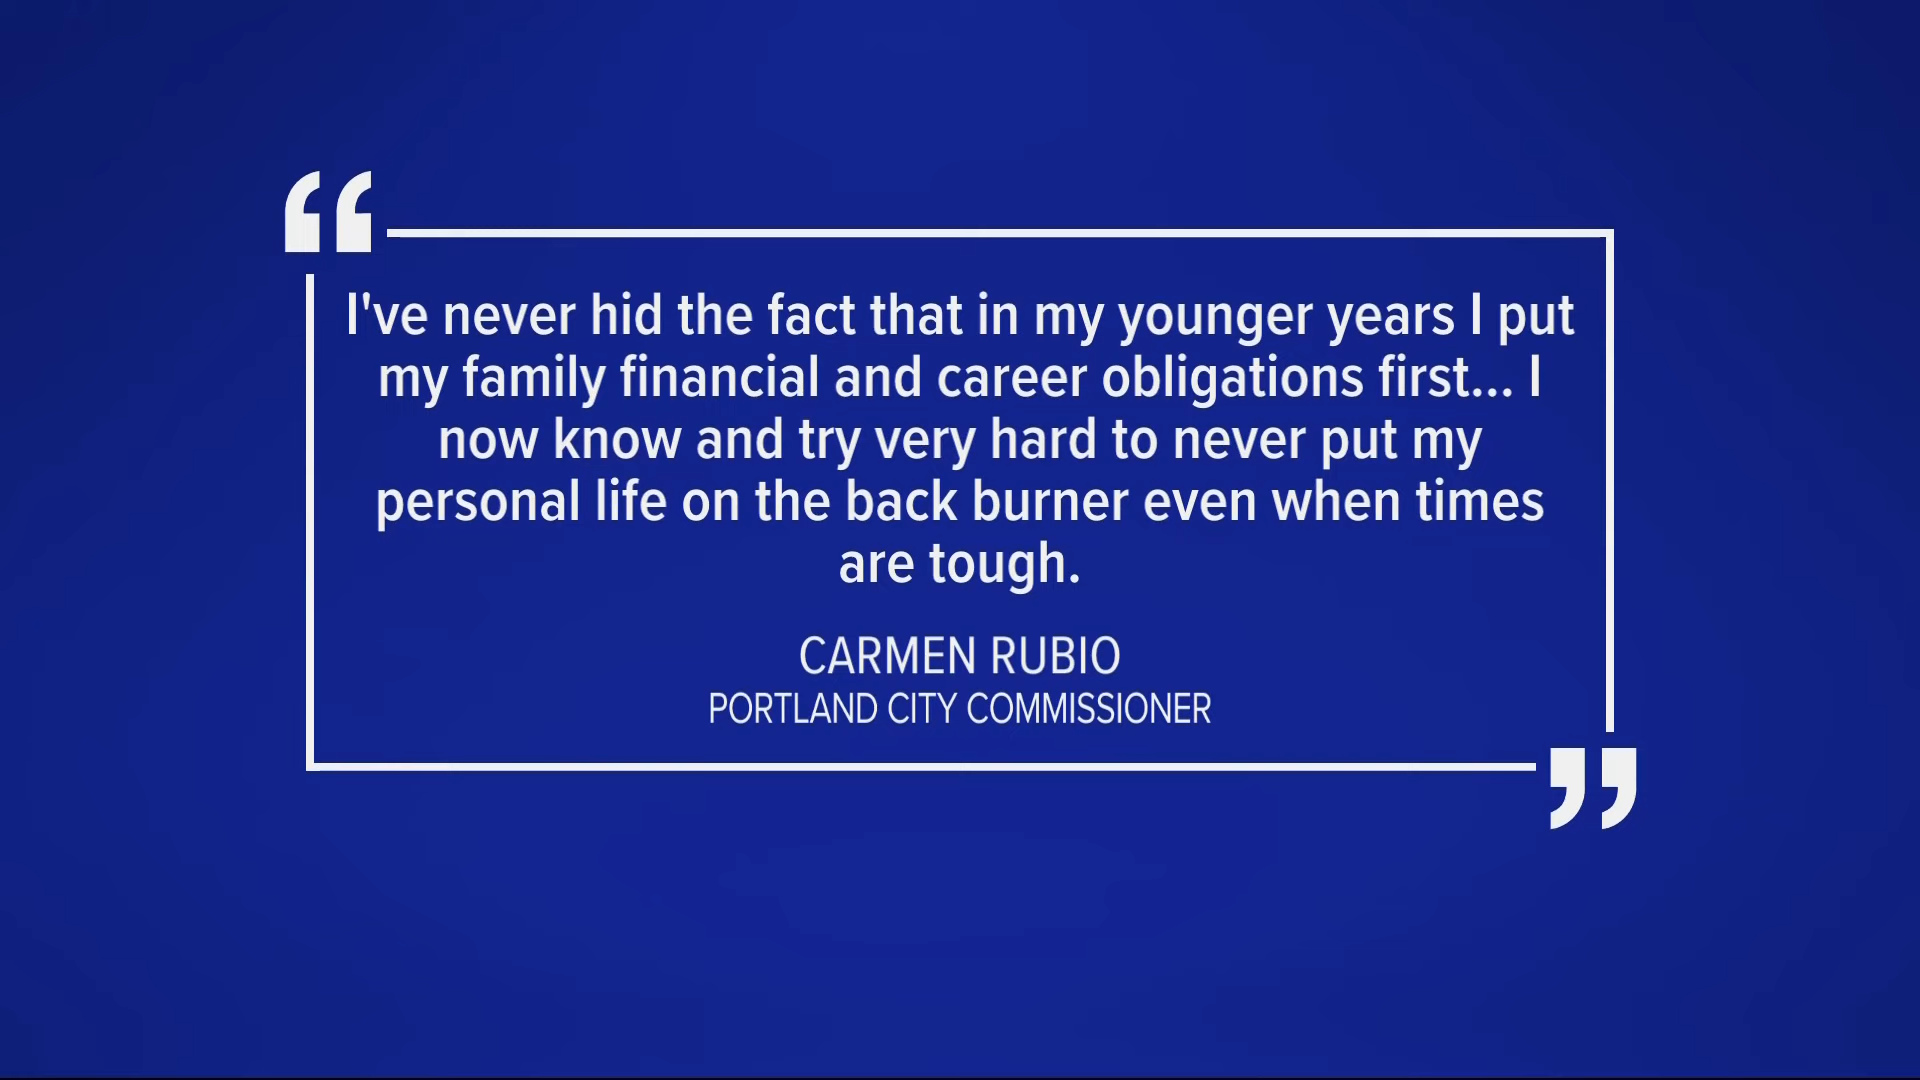 “
I've never hid the fact that in my younger years I put
my family financial and career obligations first... I
now know and try very hard to never put my
personal life on the back burner even when times
are tough.
CARMEN RUBIO
PORTLAND CITY COMMISSIONER
”